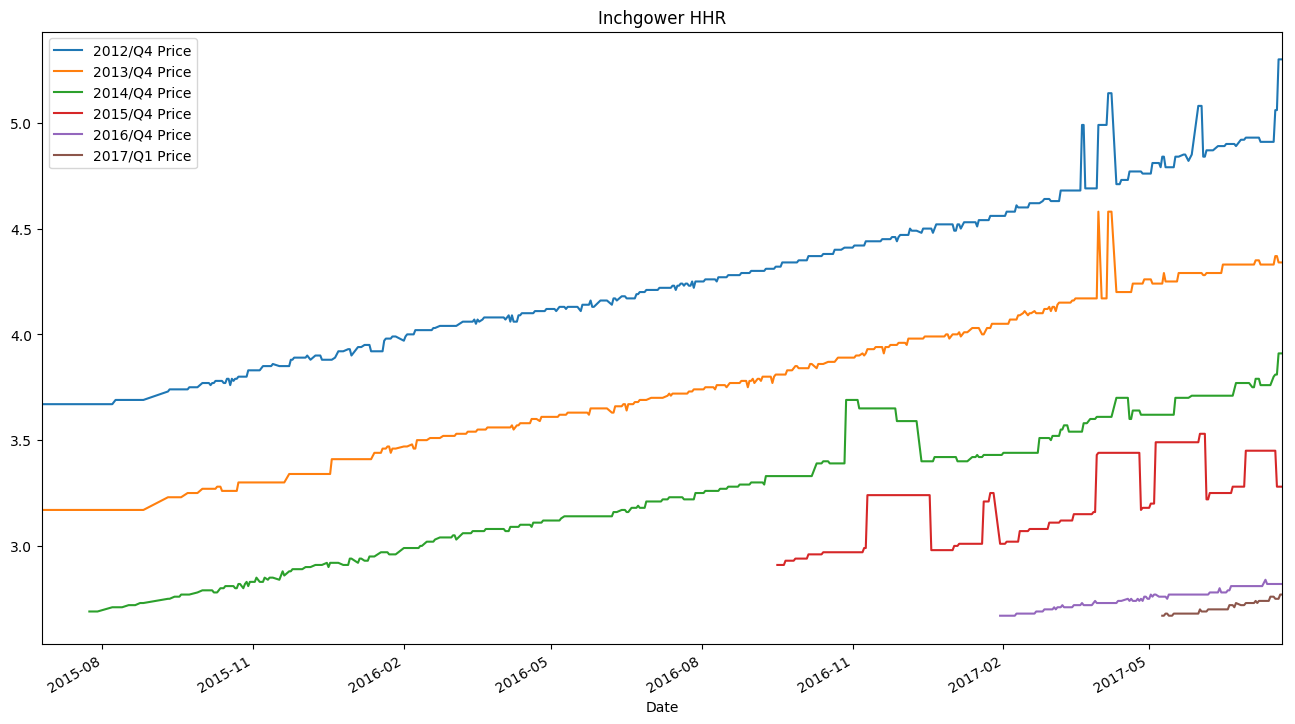 Inchgower HHR
2012/Q4 Price
2013/Q4 Price
2014/Q4 Price
2015/Q4 Price
2016/Q4 Price
2017/Q1 Price
5.0
4.5
4.0
3.5
3.0
2015-08
2015-11
2016-02
2016-05
2016-08
2016-11
2017-02
2017-05
Date